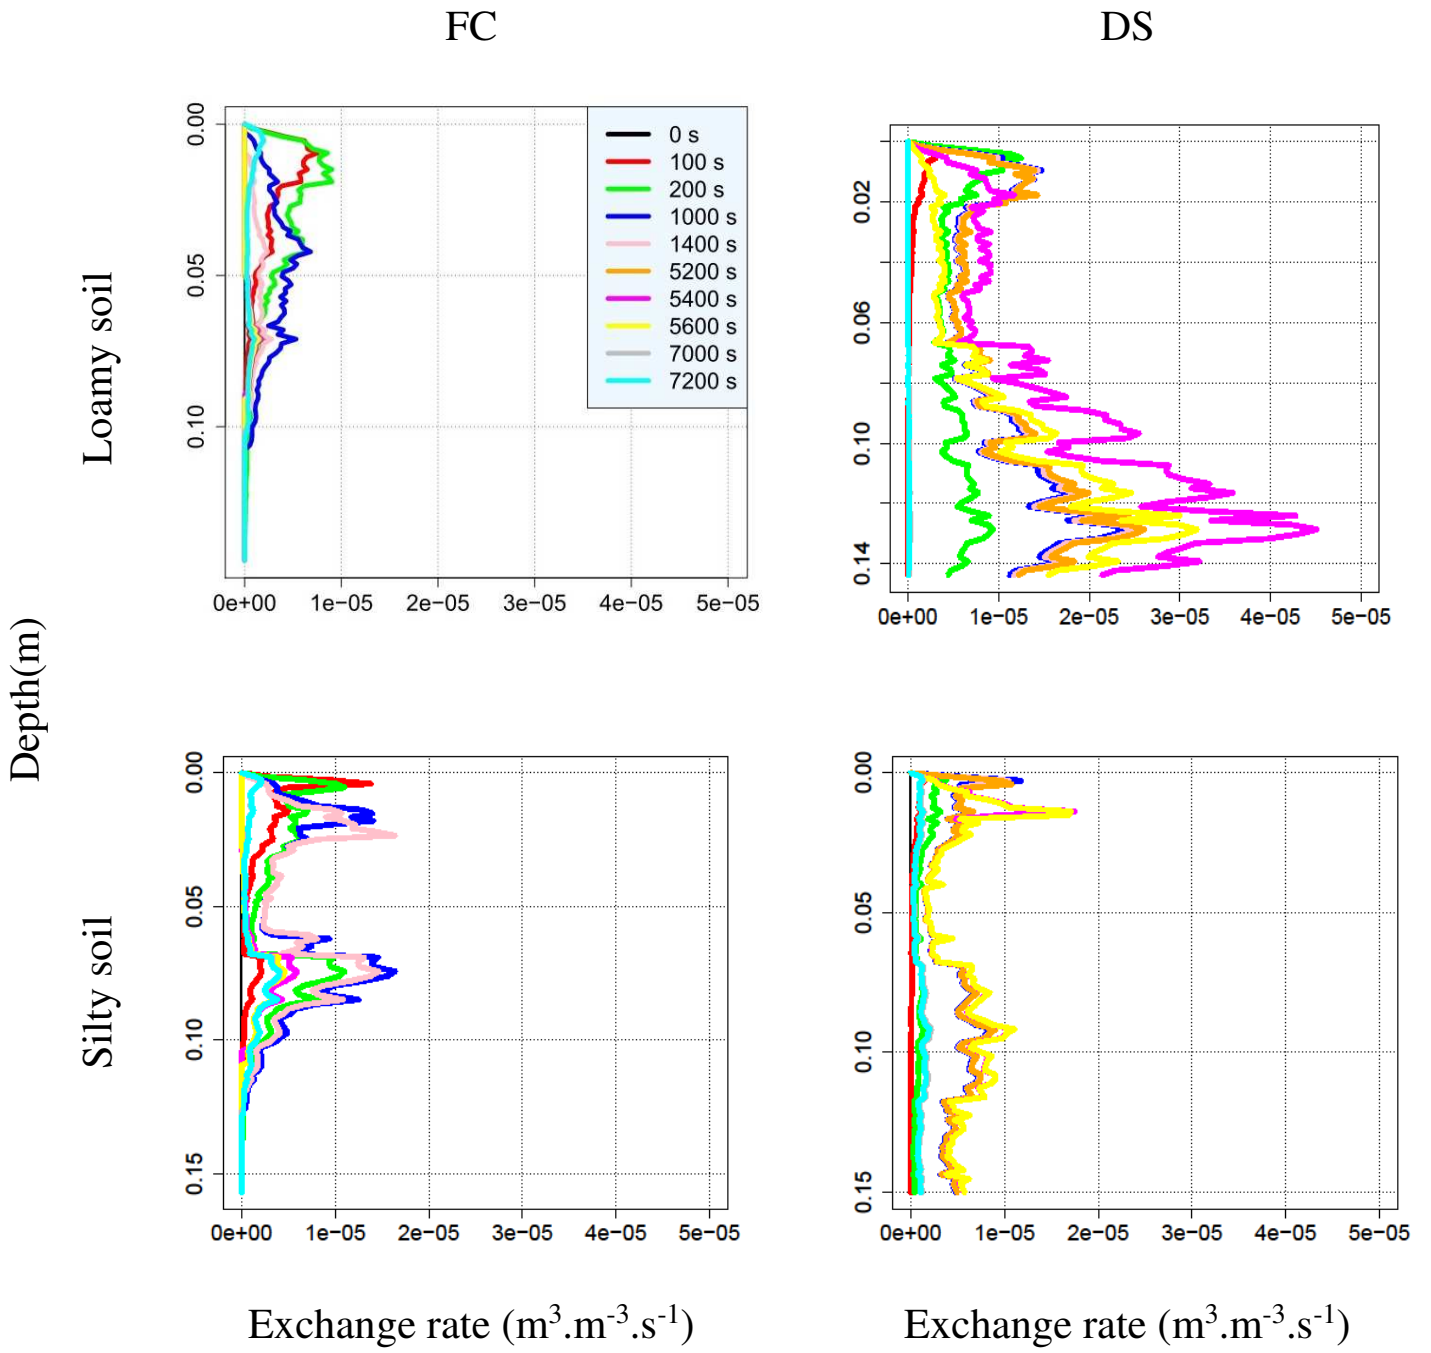 FC
DS
Loamy soil
0.00
0.05
0.10
0 s
100 s
200 s
1000 s
1400 s
5200 s
5400 s
5600 s
7000 s
7200 s
0e+00 1e-05 2e-05 3e-05 4e-05 5e-05
0.02
0.06
0.10
0.14
0e+00 1e-05 2e-05 3e-05 4e-05 5e-05
Depth(m)
Silty soil
0.00
0.05
0.10
0.15
0e+00 1e-05 2e-05 3e-05 4e-05 5e-05
0.00
0.05
0.10
0.15
0e+00 1e-05 2e-05 3e-05 4e-05 5e-05
Exchange rate (m³.m⁻³.s⁻¹)
Exchange rate (m³.m⁻³.s⁻¹)